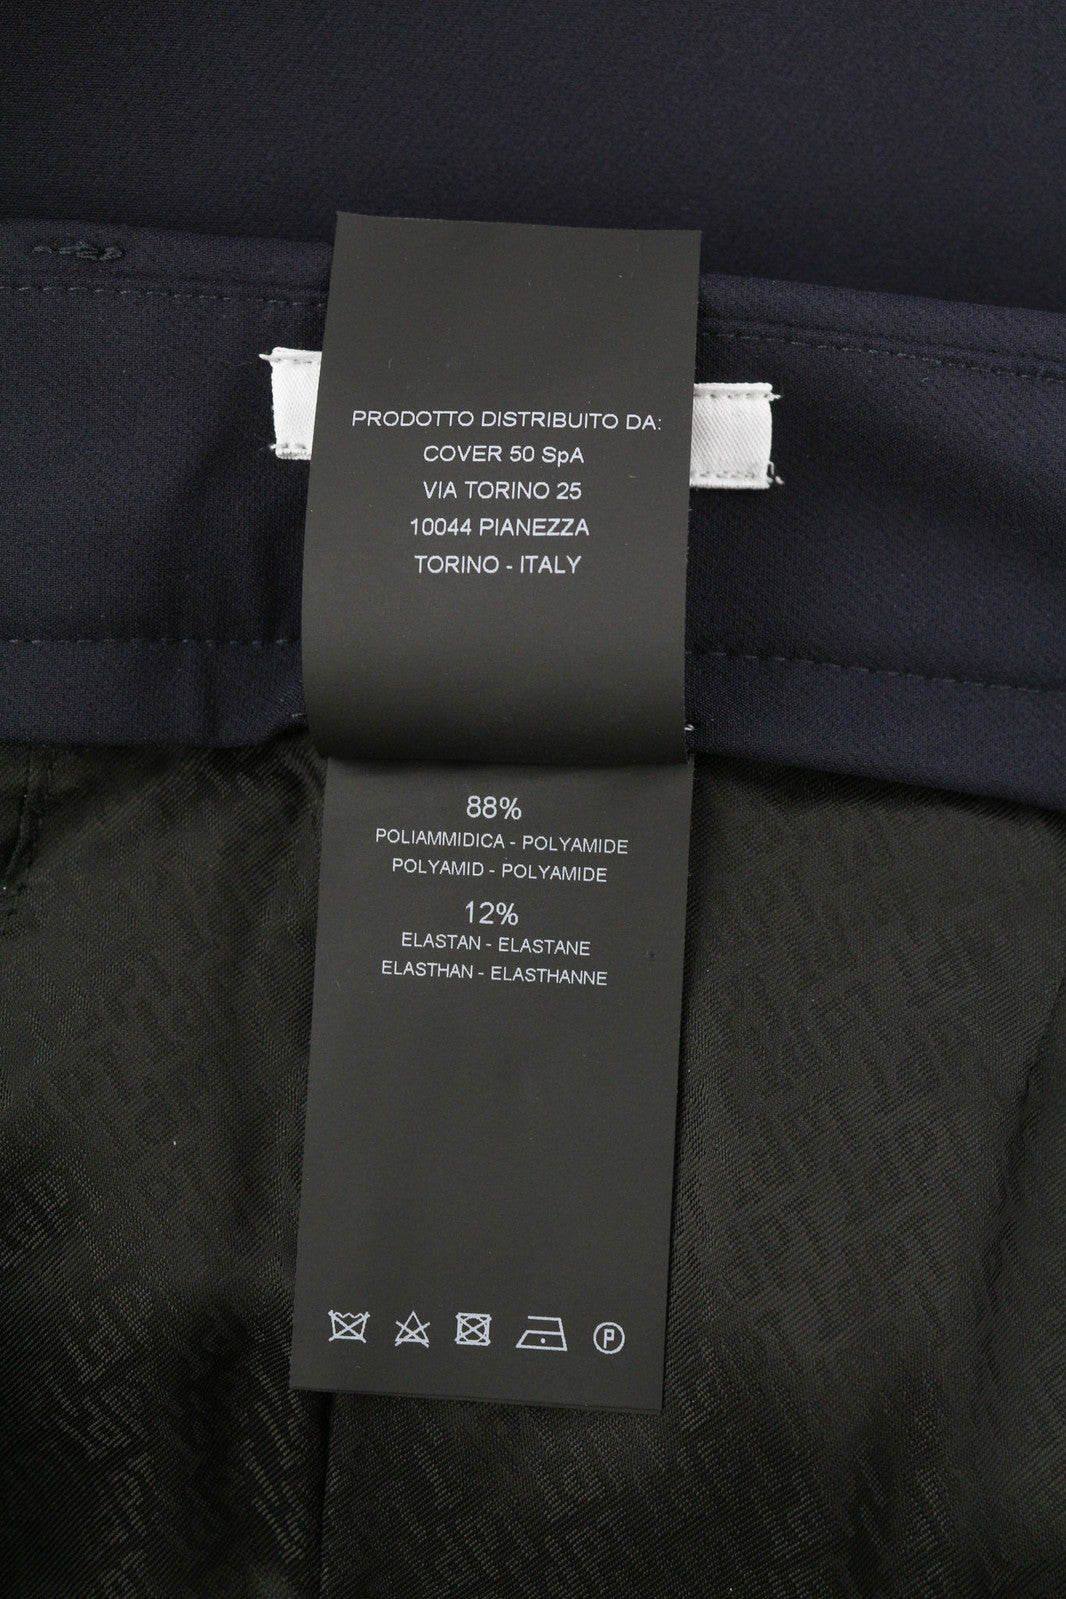 PRODOTTO DISTRIBUITO DA:
COVER 50 SpA
VIA TORINO 25
10044 PIANEZZA
TORINO - ITALY
88%
POLIAMMIDICA - POLYAMIDE
POLYAMID - POLYAMIDE
12%
ELASTAN - ELASTANE
ELASTHAN - ELASTHANNE
P